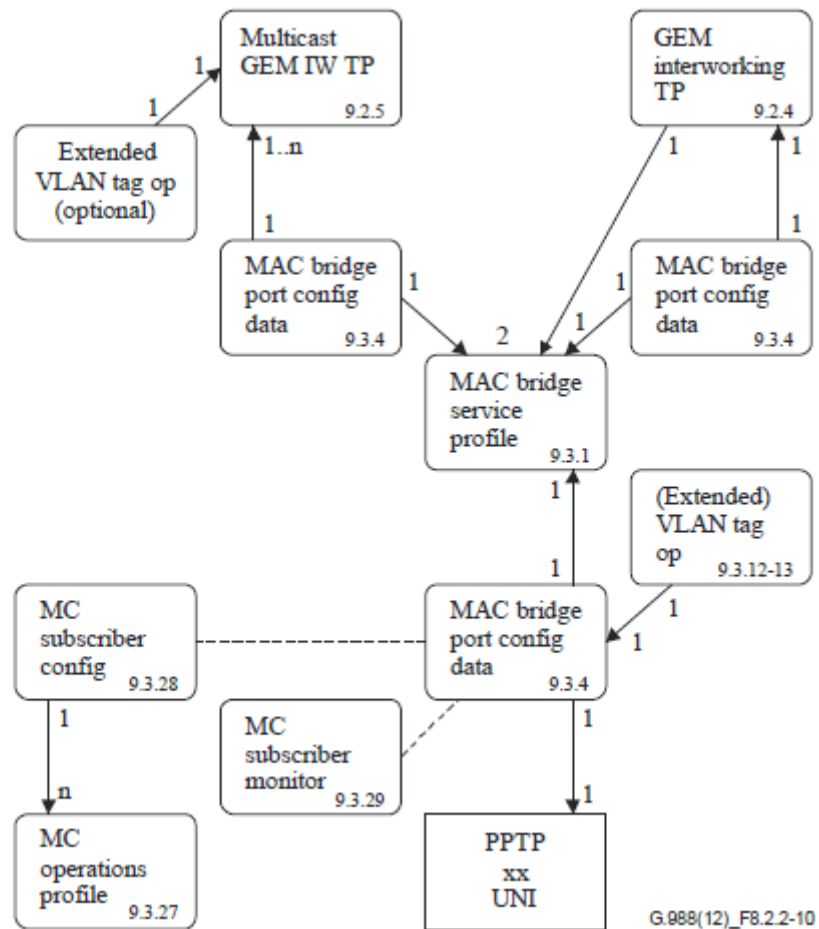 Multicast
GEM IW TP
9.2.5
GEM
interworking
TP
9.2.4
1
1
Extended
VLAN tag op
(optional)
1..n
1
1
1
1
MAC bridge
port config
data
9.3.4
1
MAC bridge
port config
data
9.3.4
1
1
2
MAC bridge
service
profile
9.3.1
1
(Extended)
VLAN tag
op
9.3.12-13
1
MC
subscriber
config
9.3.28
MAC bridge
port config
data
9.3.4
1
1
1
MC
subscriber
monitor
9.3.29
1
n
1
MC
operations
profile
9.3.27
PPTP
xx
UNI
G.988(12)_F8.2.2-10